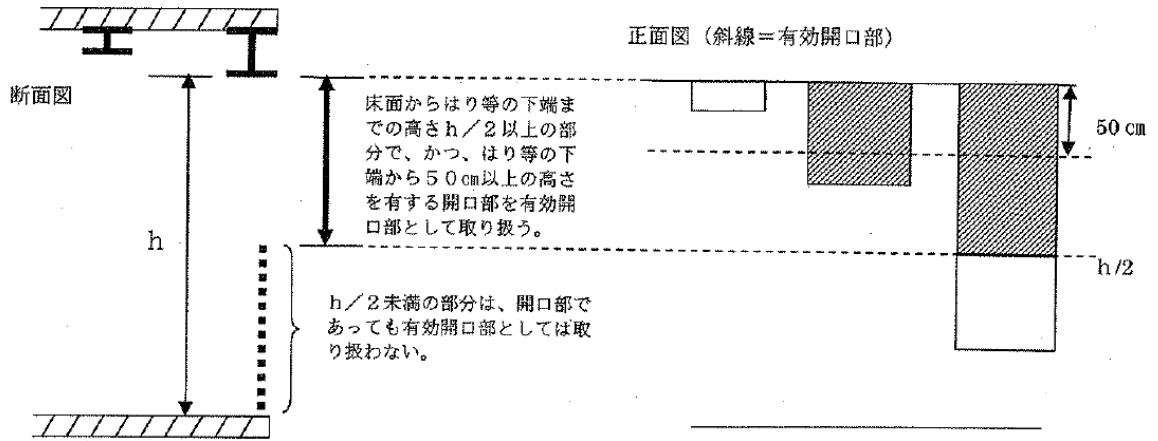 正面図（斜線＝有効開口部）
断面図
床面からはり等の下端ま
での高さｈ／２以上の部
分で、かつ、はり等の下
端から５０㎝以上の高さ
を有する開口部を有効開
口部として取り扱う。
50㎝
h
h/2
ｈ／２未満の部分は、開口部で
あっても有効開口部としてば取
り扱わない。